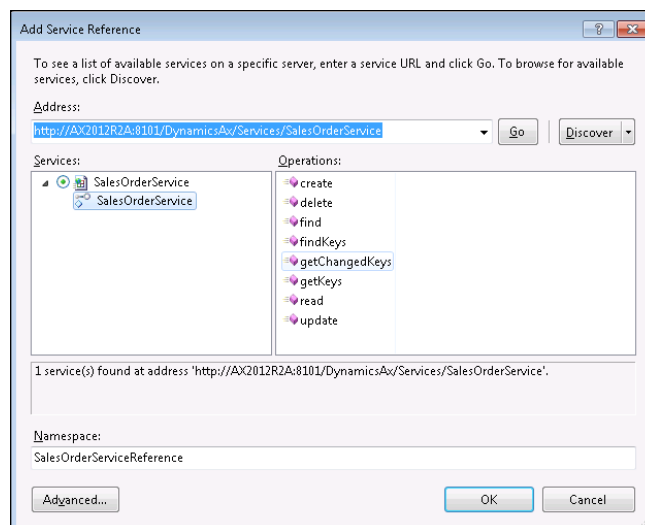 Add Service Reference
To see a list of available services on a specific server, enter a service URL and click Go. To browse for available
services, click Discover.
Address:
http://AX2012R2A:8101/DynamicsAx/Services/SalesOrderService
Go
Discover
Services:
Operations:
SalesOrderService
SalesOrderService
create
delete
find
findKeys
getChangedKeys
getKeys
read
update
1 service(s) found at address 'http://AX2012R2A:8101/DynamicsAx/Services/SalesOrderService'.
Namespace:
SalesOrderServiceReference
Advanced...
OK
Cancel